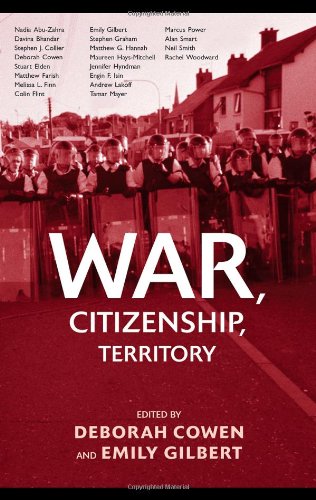 Nadia Abu-Zahra
Davina Bhandar
Stephen J. Collier
Deborah Cowen
Stuart Elden
Matthew Farish
Melissa L. Finn
Colin Flint
Emily Gilbert
Stephen Graham
Matthew G. Hannah
Maureen Hays-Mitchell
Jennifer Hyndman
Engin F. Isin
Andrew Lakoff
Tamar Mayer
Marcus Power
Alan Smart
Neil Smith
Rachel Woodward
WAR,
CITIZENSHIP,
TERRITORY
EDITED BY
DEBORAH COWEN
AND EMILY GILBERT